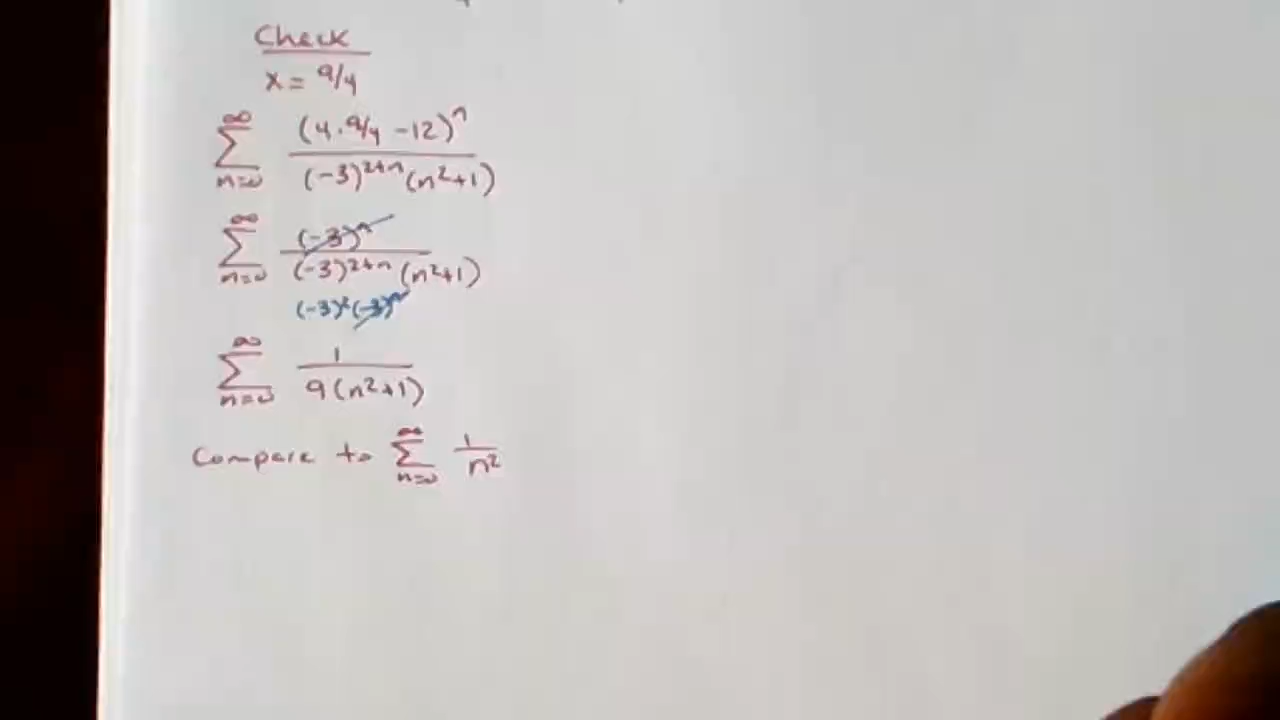 Check
x = 9/4
∞ ∑ n=0 (4·9/4 -12)^n / (-3)^2+n (n²+1)
∞ ∑ n=0 (-3)^n / (-3)^2+n (n²+1)
(-3)² (-3)^n
∞ ∑ n=0 1 / 9(n²+1)
Compare to ∞ ∑ n=0 1/n²